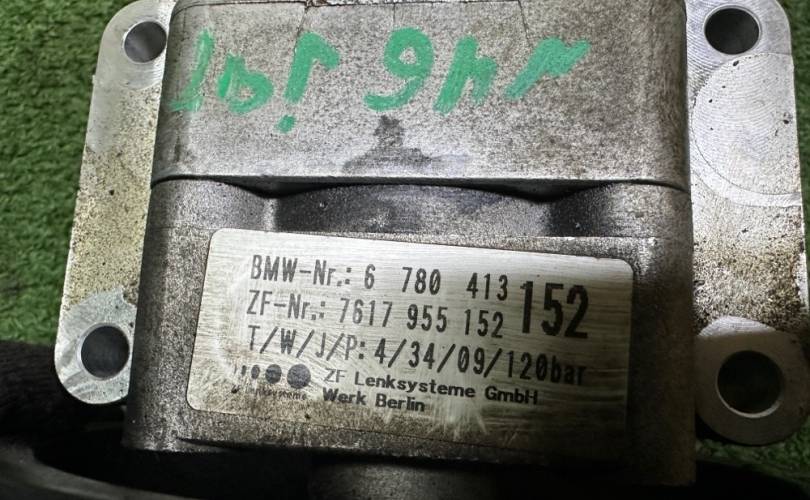 BMW-Nr.: 6 780 413
152
ZF-Nr.: 7617 955 152
T/W/J/P: 4/34/09/120bar
ZF Lenksysteme GmbH
Werk Berlin